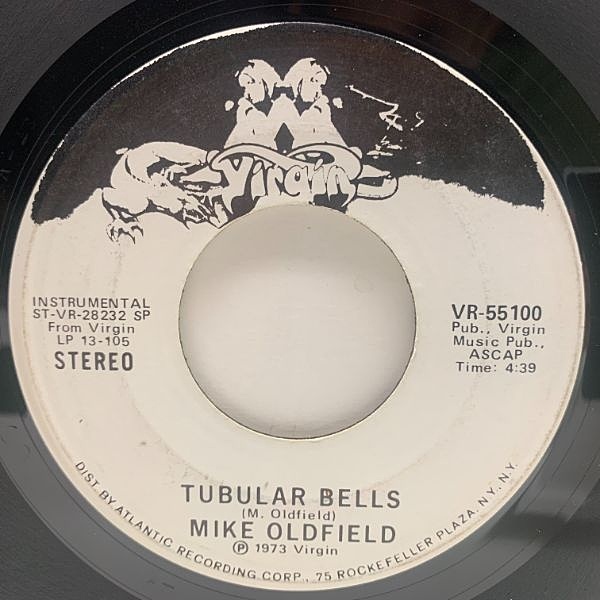 Virgin
INSTRUMENTAL
ST-VR-28232 SP
From Virgin
LP 13-105
STEREO
VR-55100
Pub., Virgin
Music Pub.,
ASCAP
Time: 4:39
TUBULAR BELLS
(M. Oldfield)
MIKE OLDFIELD
Ⓟ 1973 Virgin
DIST. BY ATLANTIC RECORDING CORP., 75 ROCKEFELLER PLAZA, N.Y. N.Y.